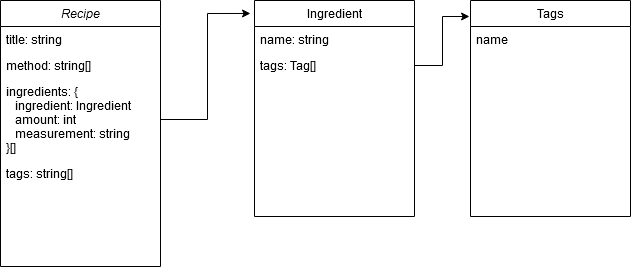 Recipe
title: string
method: string[]
ingredients: {
ingredient: Ingredient
amount: int
measurement: string
}[]
tags: string[]
Ingredient
name: string
tags: Tag[]
Tags
name